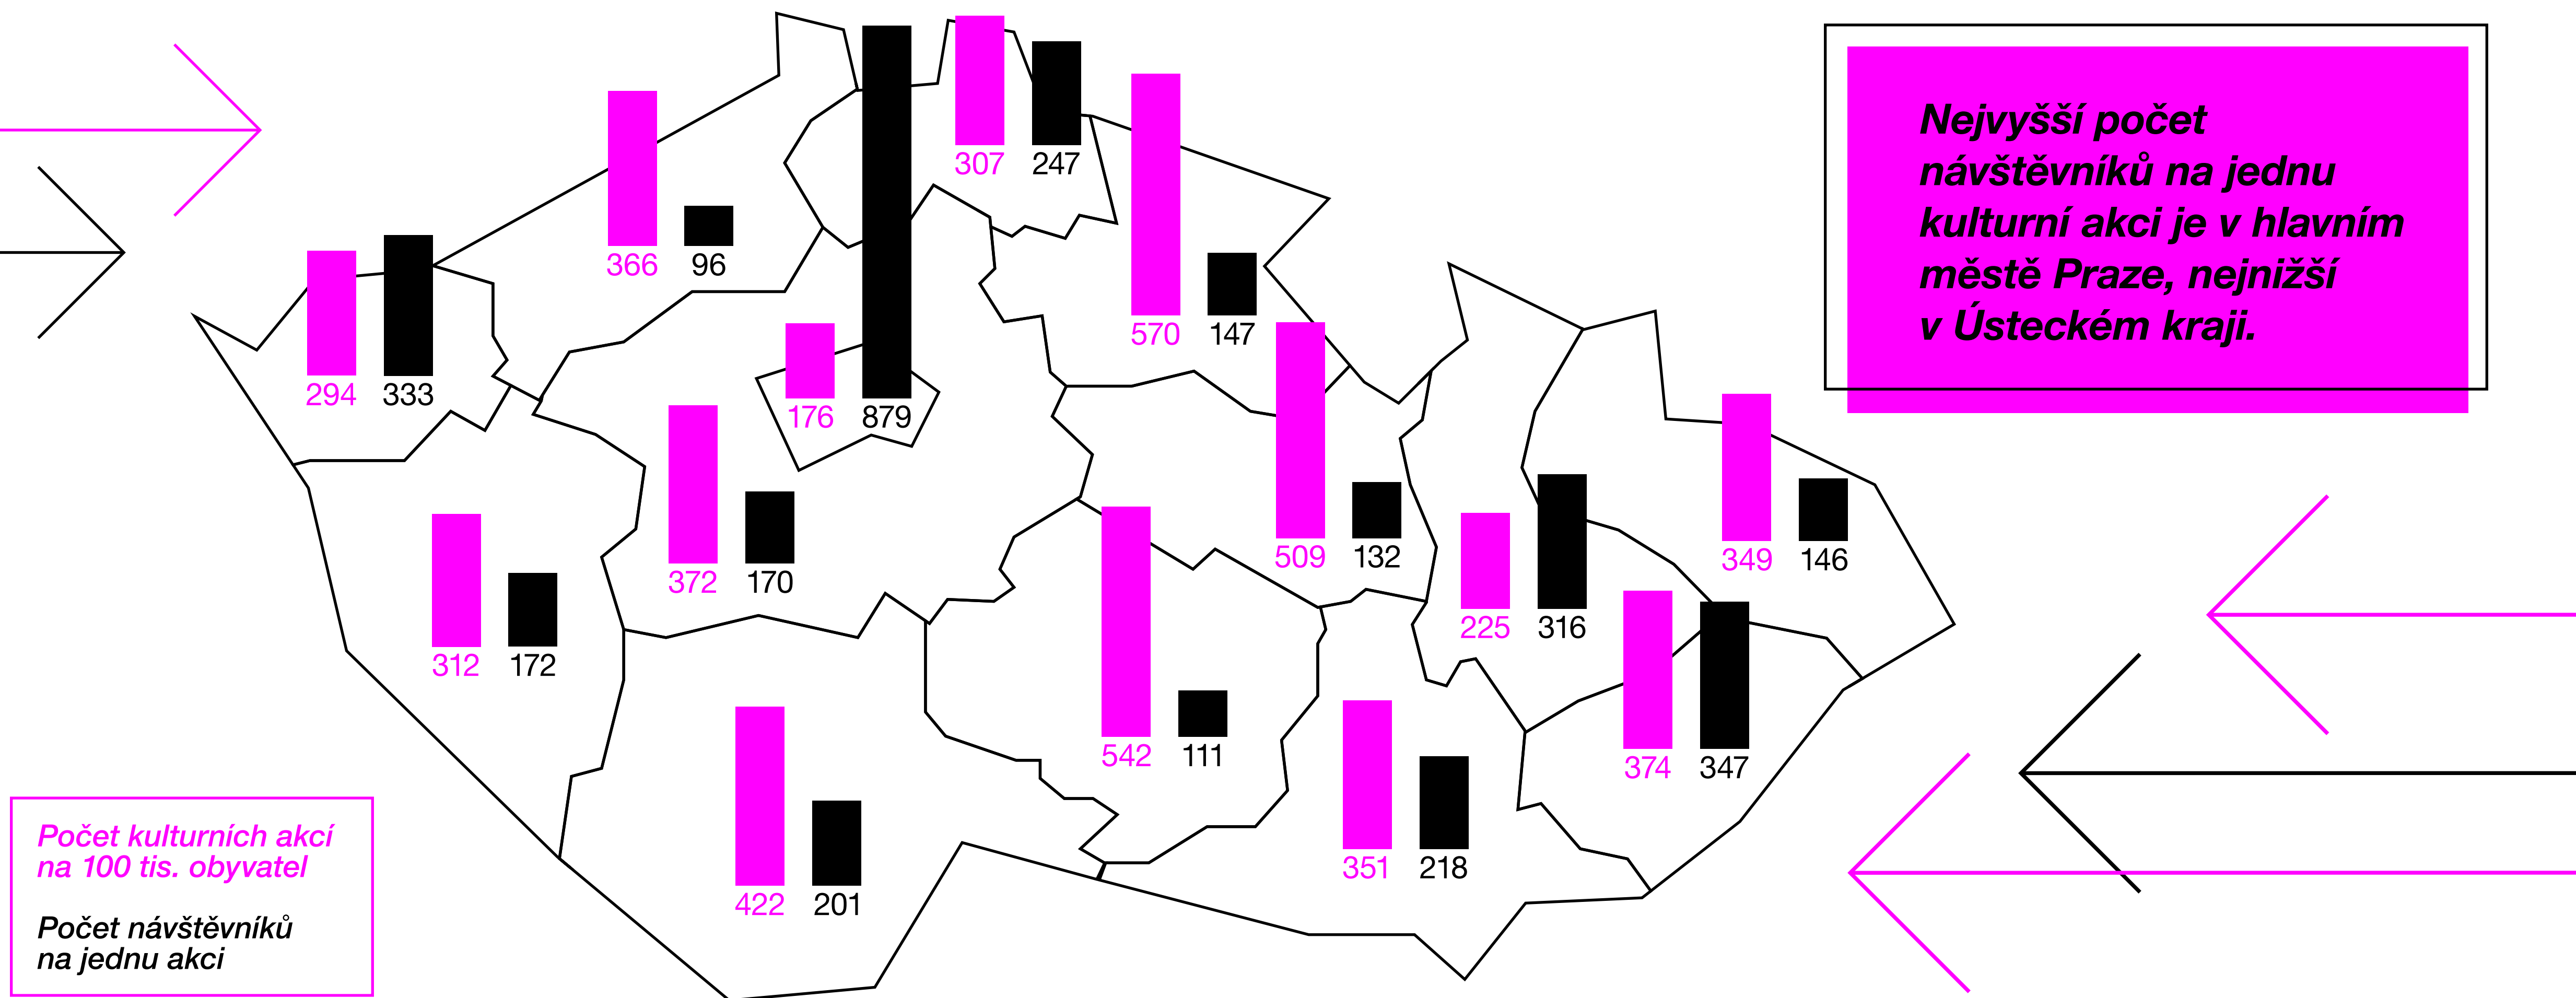 307 247
366 96
294 333
570 147
176 879
372 170
509 132
312 172
225 316
349 146
542 111
374 347
351 218
422 201
Nejvyšší počet
návštěvníků na jednu
kulturní akci je v hlavním
městě Praze, nejnižší
v Ústeckém kraji.
Počet kulturních akcí
na 100 tis. obyvatel
Počet návštěvníků
na jednu akci